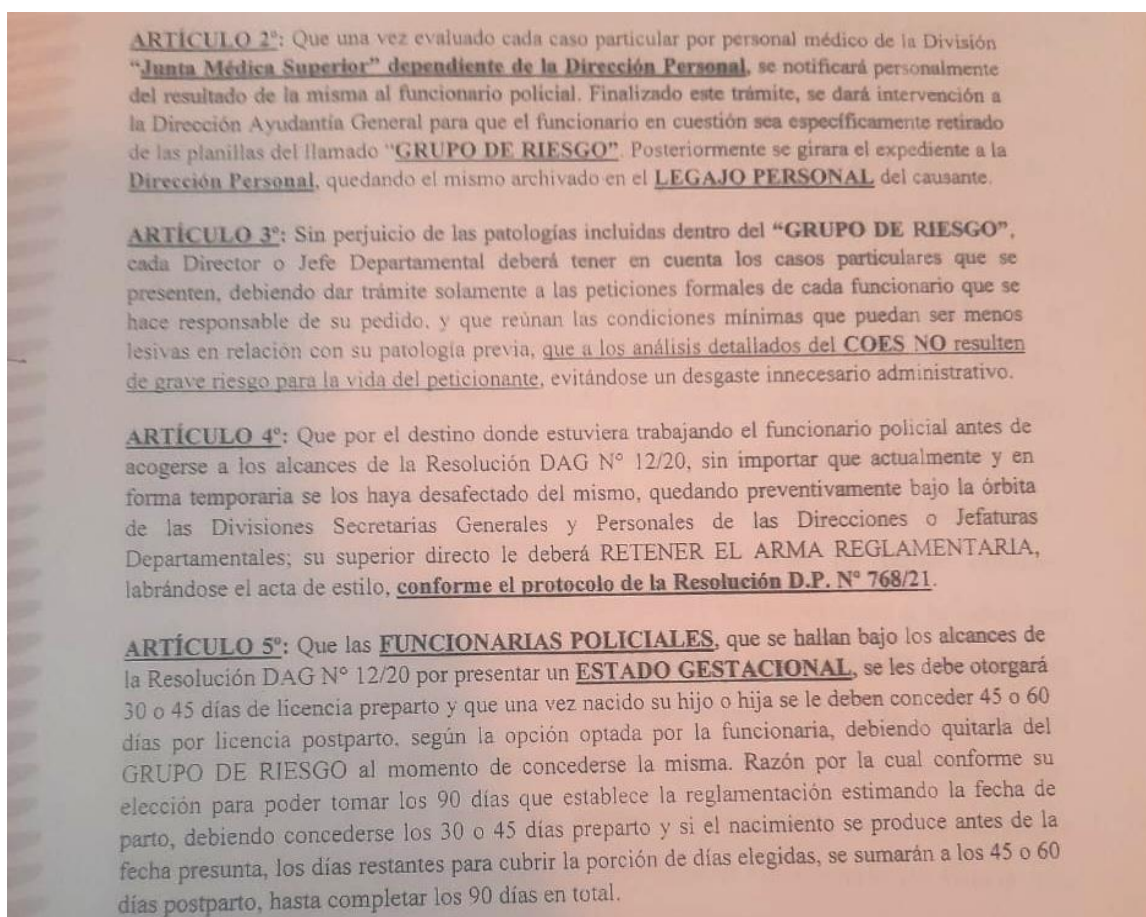 ARTÍCULO 2º: Que una vez evaluado cada caso particular por personal médico de la División
“Junta Médica Superior” dependiente de la Dirección Personal, se notificará personalmente
del resultado de la misma al funcionario policial. Finalizado este trámite, se dará intervención a
la Dirección Ayudantía General para que el funcionario en cuestión sea específicamente retirado
de las planillas del llamado “GRUPO DE RIESGO”. Posteriormente se girara el expediente a la
Dirección Personal, quedando el mismo archivado en el LEGAJO PERSONAL del causante.
ARTÍCULO 3º: Sin perjuicio de las patologías incluidas dentro del “GRUPO DE RIESGO”,
cada Director o Jefe Departamental deberá tener en cuenta los casos particulares que se
presenten, debiendo dar trámite solamente a las peticiones formales de cada funcionario que se
hace responsable de su pedido, y que reúnan las condiciones mínimas que puedan ser menos
lesivas en relación con su patología previa, que a los análisis detallados del COES NO resulten
de grave riesgo para la vida del peticionante, evitándose un desgaste innecesario administrativo.
ARTÍCULO 4º: Que por el destino donde estuviera trabajando el funcionario policial antes de
acogerse a los alcances de la Resolución DAG Nº 12/20, sin importar que actualmente y en
forma temporaria se los haya desafectado del mismo, quedando preventivamente bajo la órbita
de las Divisiones Secretarias Generales y Personales de las Direcciones o Jefaturas
Departamentales; su superior directo le deberá RETENER EL ARMA REGLAMENTARIA,
labrándose el acta de estilo, conforme el protocolo de la Resolución D.P. Nº 768/21.
ARTÍCULO 5º: Que las FUNCIONARIAS POLICIALES, que se hallan bajo los alcances de
la Resolución DAG Nº 12/20 por presentar un ESTADO GESTACIONAL, se les debe otorgará
30 o 45 días de licencia preparto y que una vez nacido su hijo o hija se le deben conceder 45 o 60
días por licencia postparto, según la opción optada por la funcionaria, debiendo quitarla del
GRUPO DE RIESGO al momento de concederse la misma. Razón por la cual conforme su
elección para poder tomar los 90 días que establece la reglamentación estimando la fecha de
parto, debiendo concederse los 30 o 45 días preparto y si el nacimiento se produce antes de la
fecha presunta, los días restantes para cubrir la porción de días elegidas, se sumarán a los 45 o 60
días postparto, hasta completar los 90 días en total.